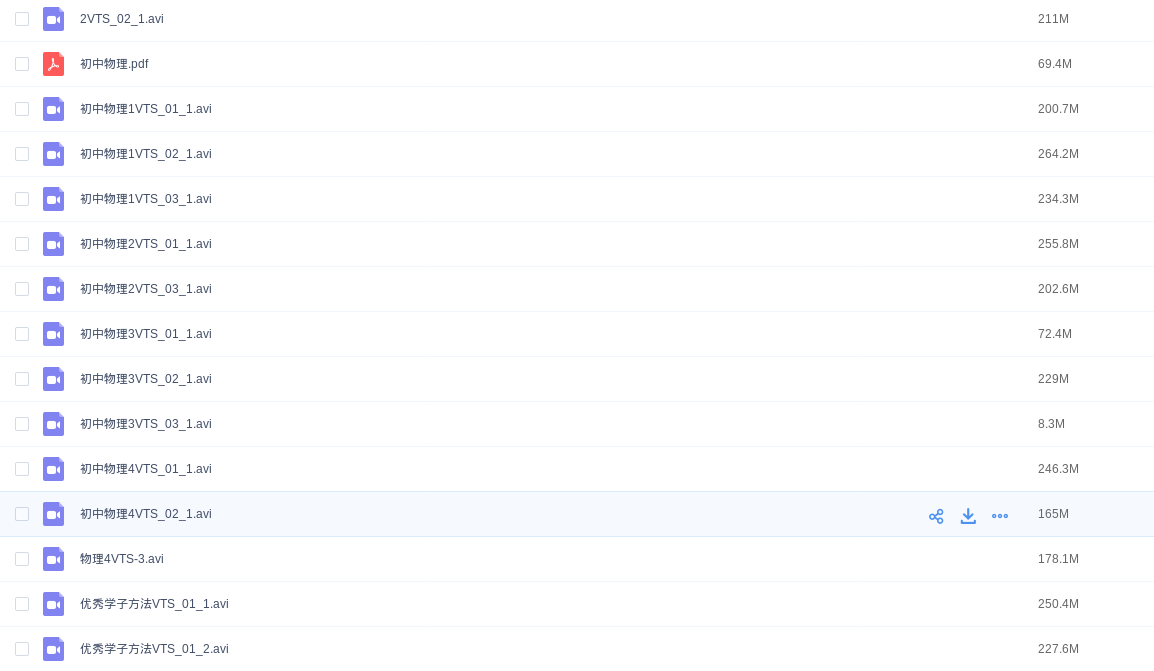 2VTS_02_1.avi 211M
初中物理.pdf 69.4M
初中物理1VTS_01_1.avi 200.7M
初中物理1VTS_02_1.avi 264.2M
初中物理1VTS_03_1.avi 234.3M
初中物理2VTS_01_1.avi 255.8M
初中物理2VTS_03_1.avi 202.6M
初中物理3VTS_01_1.avi 72.4M
初中物理3VTS_02_1.avi 229M
初中物理3VTS_03_1.avi 8.3M
初中物理4VTS_01_1.avi 246.3M
初中物理4VTS_02_1.avi 165M
物理4VTS-3.avi 178.1M
优秀学子方法VTS_01_1.avi 250.4M
优秀学子方法VTS_01_2.avi 227.6M